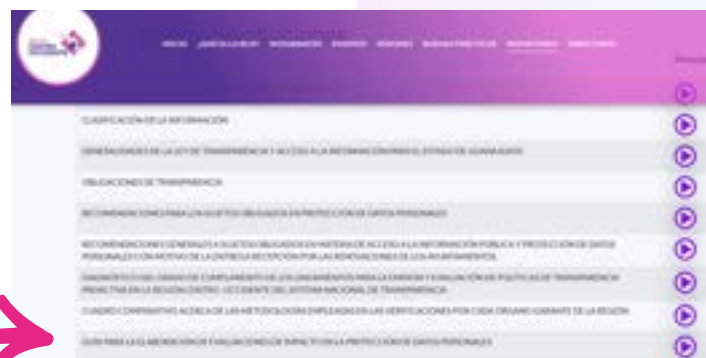 INICIO
EVENTOS
CLASIFICACIÓN DE LA INFORMACIÓN
GENERALIDADES DE LA LEY DE TRANSPARENCIA Y ACCESO A LA INFORMACIÓN PARA EL ESTADO DE GUANAJUATO
OBLIGACIONES DE TRANSPARENCIA
RECOMENDACIONES PARA LOS SUJETOS OBLIGADOS EN PROTECCIÓN DE DATOS PERSONALES
RECOMENDACIONES GENERALES A SUJETOS OBLIGADOS EN MATERIA DE ACCESO A LA INFORMACIÓN PÚBLICA Y PROTECCIÓN DE DATOS
PERSONALES CON MOTIVO DE LA ENTREGA RECEPCIÓN POR LAS RENOVACIONES DE LOS AYUNTAMIENTOS.
DIAGNÓSTICO DEL GRADO DE CUMPLIMIENTO DE LOS LINEAMIENTOS PARA LA EMISIÓN Y EVALUACIÓN DE POLÍTICAS DE TRANSPARENCIA
PROACTIVA EN LA REGIÓN CENTRO-OCCIDENTE DEL SISTEMA NACIONAL DE TRANSPARENCIA
CUADRO COMPARATIVO ACERCA DE LAS METODOLOGÍAS EMPLEADAS EN LAS VERIFICACIONES POR CADA ÓRGANO GARANTE DE LA REGIÓN
GUÍA PARA LA ELABORACIÓN DE EVALUACIONES DE IMPACTO EN LA PROTECCIÓN DE DATOS PERSONALES